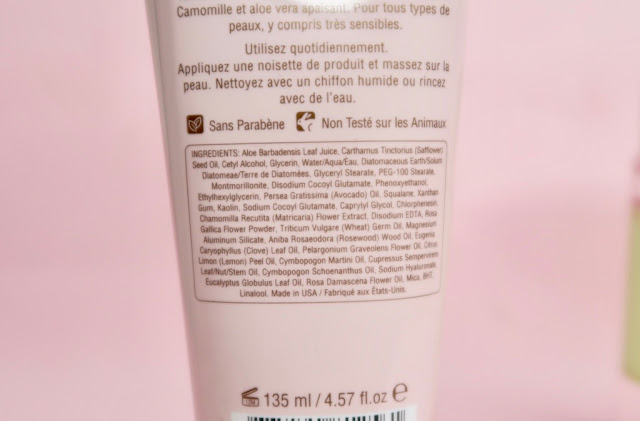 Camomille et aloe vera apaisant. Pour tous types de
peaux, y compris très sensibles.
Utilisez quotidiennement.
Appliquez une noisette de produit et massez sur la
peau. Nettoyez avec un chiffon humide ou rincez
avec de l'eau.
Sans Parabène Non Testé sur les Animaux
INGREDIENTS: Aloe Barbadensis Leaf Juice, Carthamus Tinctorius (Safflower)
Seed Oil, Cetyl Alcohol, Glycerin, Water/Aqua/Eau, Diatomaceous Earth/Solum
Diatomeae/Terre de Diatomées, Glyceryl Stearate, PEG-100 Stearate,
Montmorillonite, Disodium Cocoyl Glutamate, Phenoxyethanol,
Ethylhexylglycerin, Persea Gratissima (Avocado) Oil, Squalane, Xanthan
Gum, Kaolin, Sodium Cocoyl Glutamate, Caprylyl Glycol, Chlorphenesin,
Chamomilla Recutita (Matricaria) Flower Extract, Disodium EDTA, Rosa
Gallica Flower Powder, Triticum Vulgare (Wheat) Germ Oil, Magnesium
Aluminum Silicate, Aniba Rosaeodora (Rosewood) Wood Oil, Eugenia
Caryophyllus (Clove) Leaf Oil, Pelargonium Graveolens Flower Oil, Citrus
Limon (Lemon) Peel Oil, Cymbopogon Martini Oil, Cupressus Sempervirens
Leaf/Nut/Stem Oil, Cymbopogon Schoenanthus Oil, Sodium Hyaluronate,
Eucalyptus Globulus Leaf Oil, Rosa Damascena Flower Oil, Mica, BHT,
Linalool. Made in USA / Fabriqué aux États-Unis.
135 ml / 4.57 fl.oz ℮